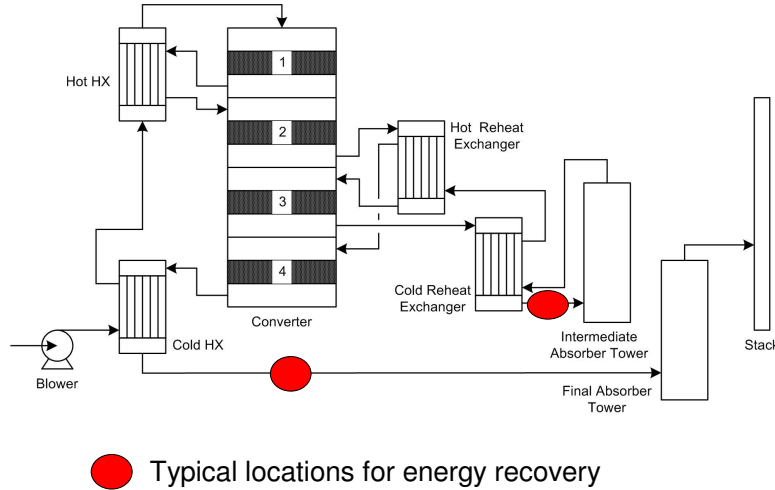 1
Hot HX
2
Hot Reheat
Exchanger
3
4
Cold Reheat
Exchanger
Converter
Intermediate
Absorber Tower
Stack
Cold HX
Blower
Final Absorber
Tower
Typical locations for energy recovery